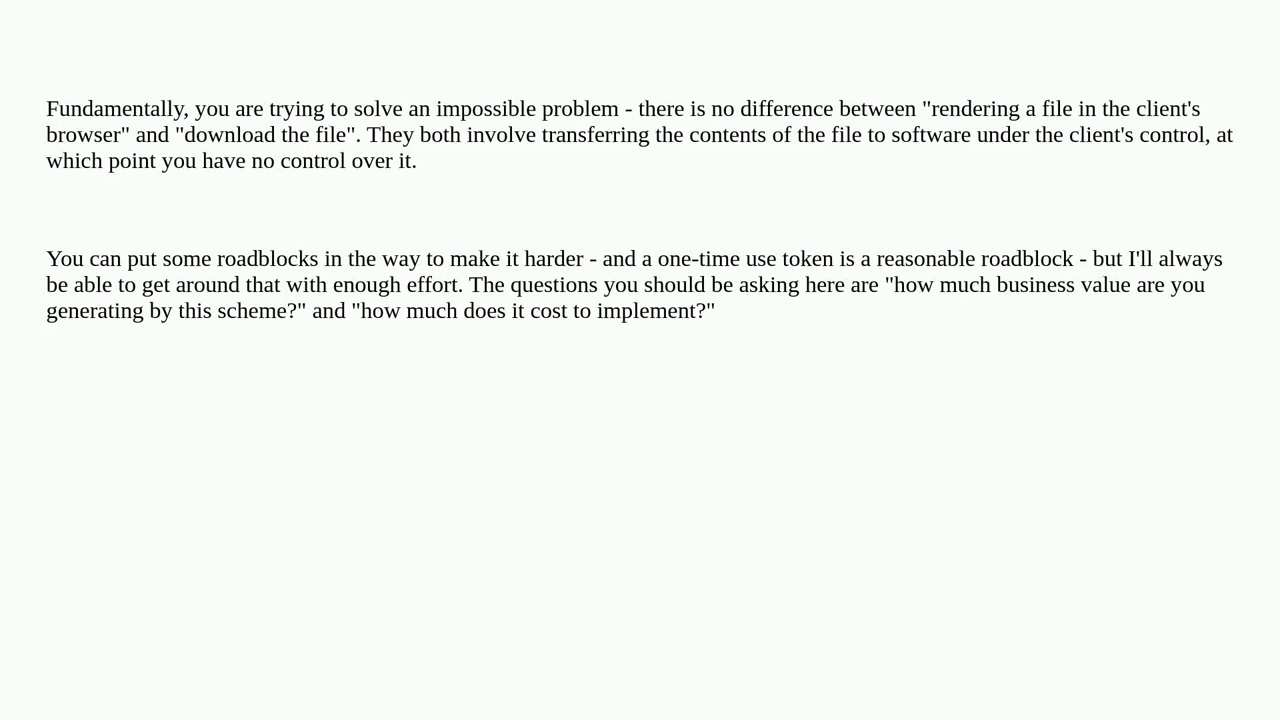 Fundamentally, you are trying to solve an impossible problem - there is no difference between "rendering a file in the client's
browser" and "download the file". They both involve transferring the contents of the file to software under the client's control, at
which point you have no control over it.
You can put some roadblocks in the way to make it harder - and a one-time use token is a reasonable roadblock - but I'll always
be able to get around that with enough effort. The questions you should be asking here are "how much business value are you
generating by this scheme?" and "how much does it cost to implement?"